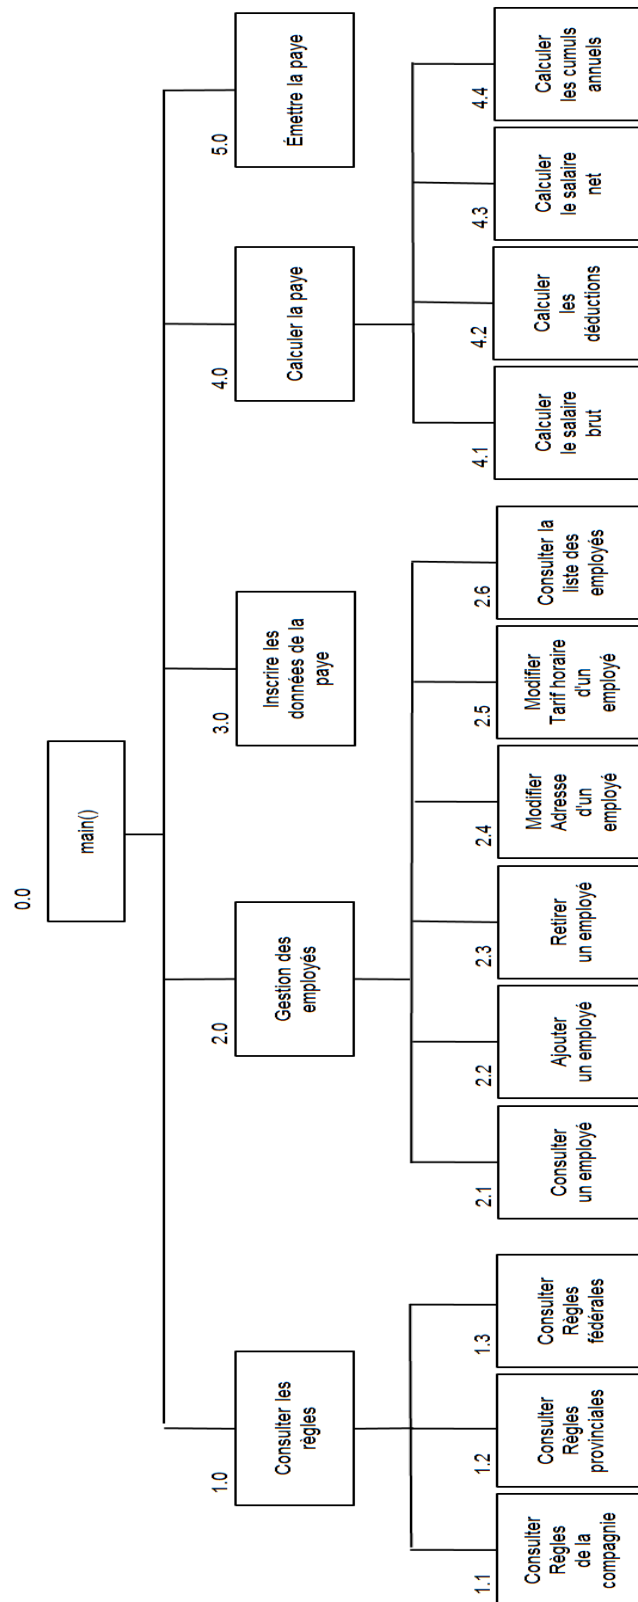 0.0
main()
1.0
Consulter les
règles
2.0
Gestion des
employés
3.0
Inscrire les
données de la
paye
4.0
Calculer la paye
5.0
Émettre la paye
1.1
Consulter
Règles
de la
compagnie
1.2
Consulter
Règles
provinciales
1.3
Consulter
Règles
fédérales
2.1
Consulter
un employé
2.2
Ajouter
un employé
2.3
Retirer
un employé
2.4
Modifier
Adresse
d'un
employé
2.5
Modifier
Tarif horaire
d'un
employé
2.6
Consulter la
liste des
employés
4.1
Calculer
le salaire
brut
4.2
Calculer
les
déductions
4.3
Calculer
le salaire
net
4.4
Calculer
les cumuls
annuels